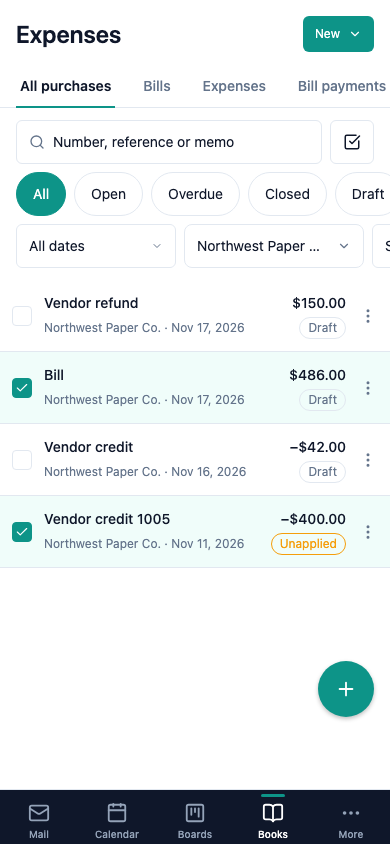 Expenses
New
All purchases Bills Expenses Bill payments
Number, reference or memo
All Open Overdue Closed Draft
All dates Northwest Paper ...
Vendor refund $150.00
Northwest Paper Co. · Nov 17, 2026 Draft
Bill $486.00
Northwest Paper Co. · Nov 17, 2026 Draft
Vendor credit –$42.00
Northwest Paper Co. · Nov 16, 2026 Draft
Vendor credit 1005 –$400.00
Northwest Paper Co. · Nov 11, 2026 Unapplied
Mail Calendar Boards Books More